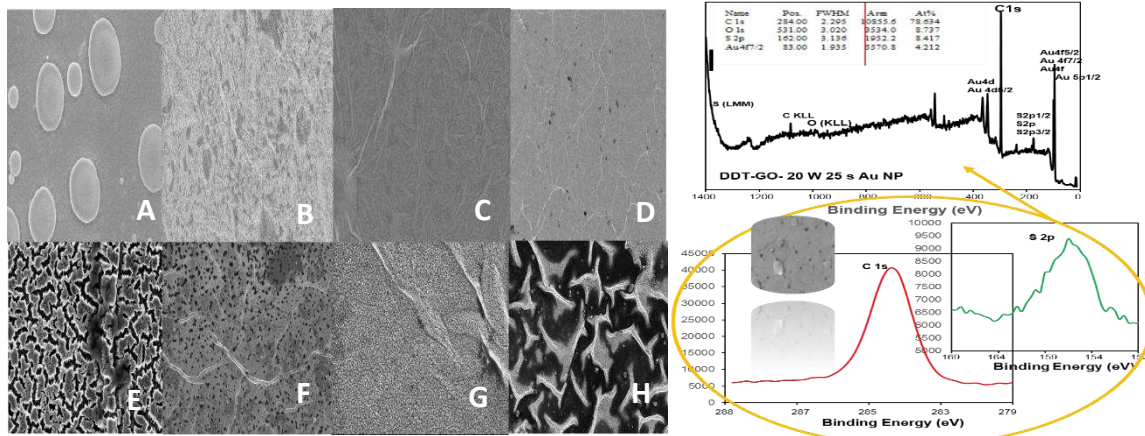 A
B
C
D
E
F
G
H
Name Pos. FWHM Area At%
C 1s 284.00 2.295 10855.6 78.634
O 1s 531.00 3.020 3534.0 8.737
S 2p 162.00 3.136 1952.2 8.417
Au4f7/2 83.00 1.935 5570.8 4.212
C1s
Au4f5/2
Au 4f7/2
Au4f
Au 5p1/2
Au4d
Au 4d5/2
S (LMM)
C KLL
O (KLL)
S2p1/2
S2p
S2p3/2
DDT-GO- 20 W 25 s Au NP
1400 1200 1000 800 600 400 200 0
Binding Energy (eV)
45000
40000
35000
30000
25000
20000
15000
10000
5000
0
C 1s
288 287 285 283 279
Binding Energy (eV)
10000
9500
9000
8500
8000
7500
7000
6500
6000
5500
5000
S 2p
169 164 159 154
Binding Energy (eV)